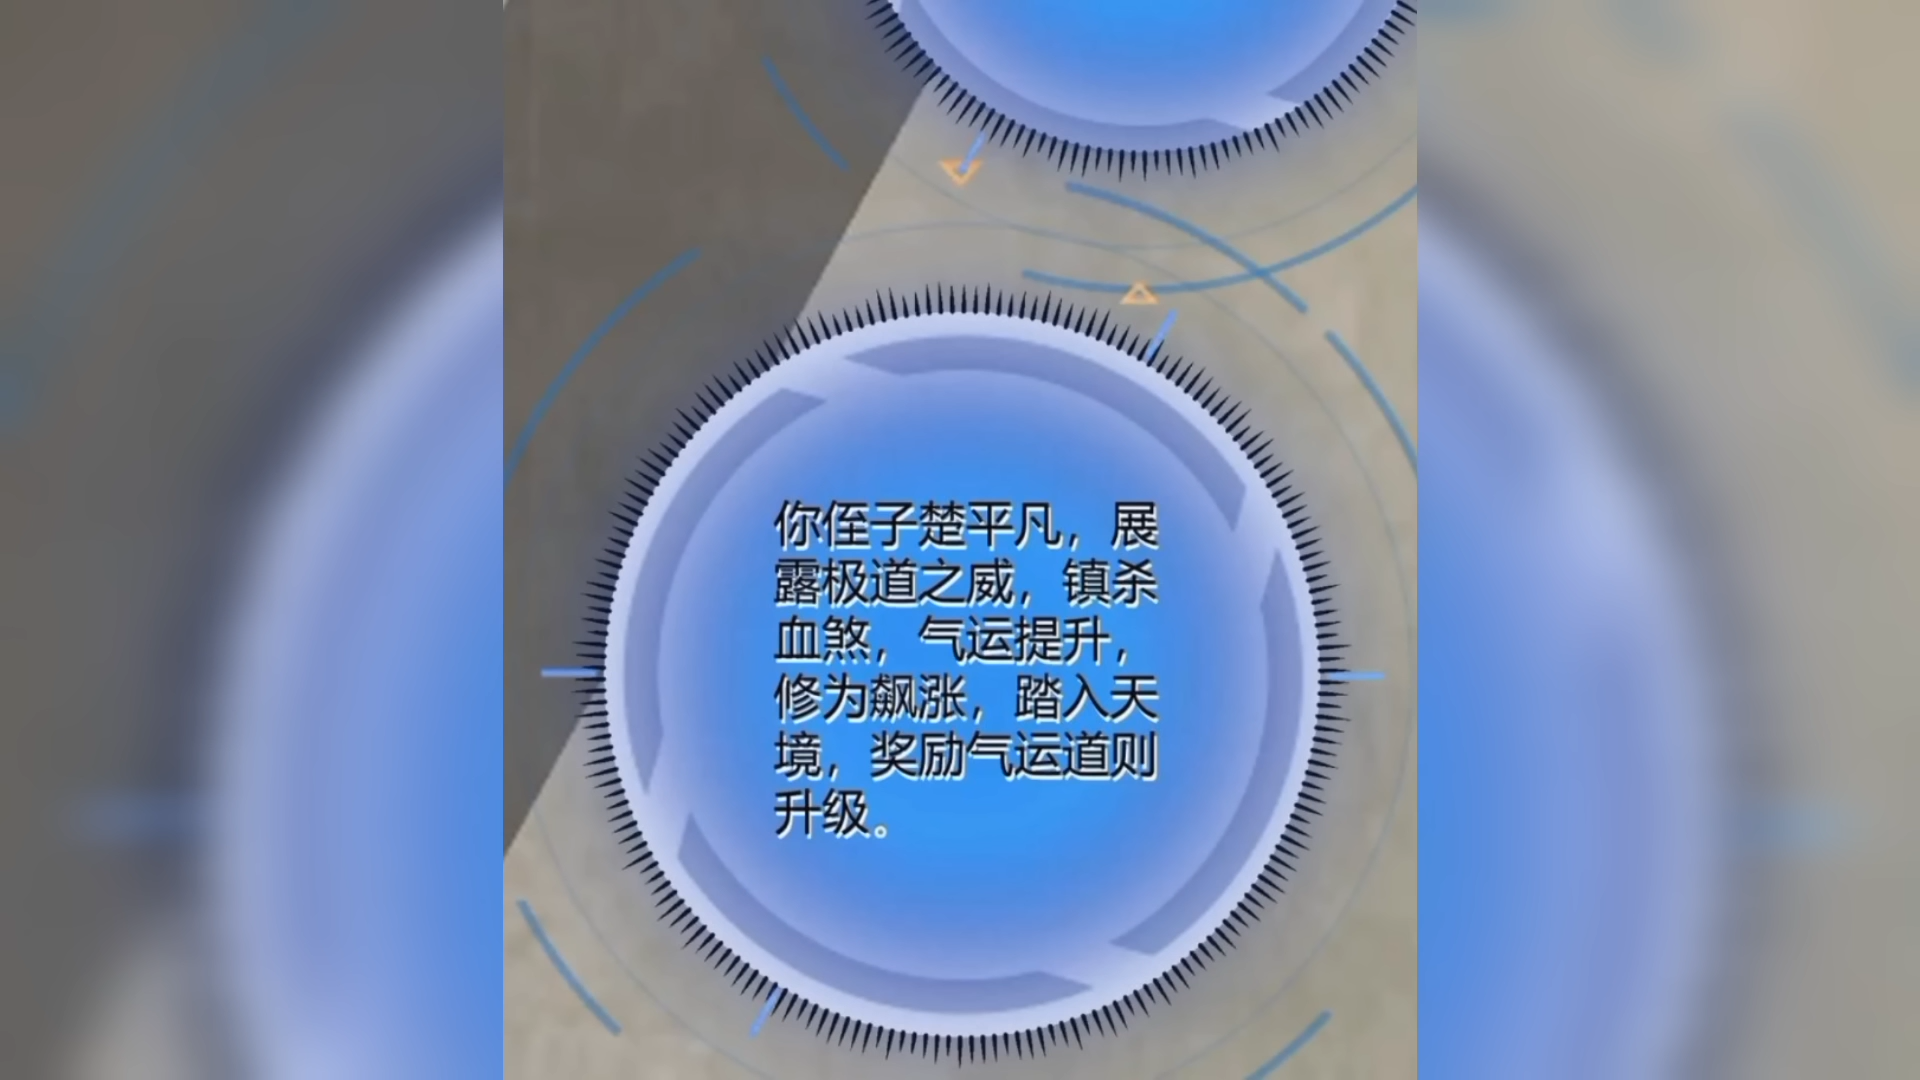 你侄子楚平凡，展
露极道之威，镇杀
血煞，气运提升，
修为飙涨，踏入天
境，奖励气运道则
升级。